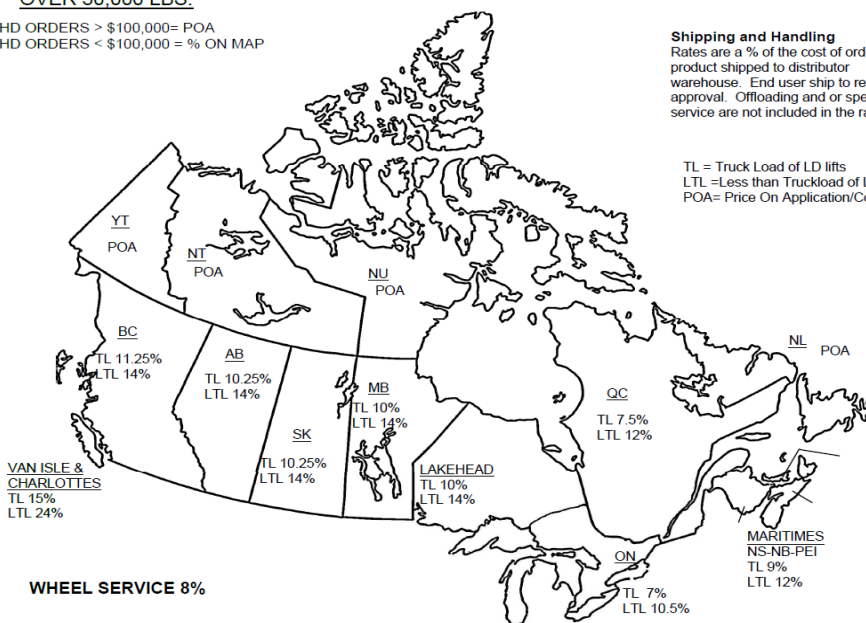 OVER 30,000 LBS.
HD ORDERS > $100,000= POA
HD ORDERS < $100,000 = % ON MAP
Shipping and Handling
Rates are a % of the cost of
product shipped to distributor
warehouse. End user ship to
approval. Offloading and or
service are not included in the
TL = Truck Load of LD lifts
LTL =Less than Truckload of
POA= Price On
YT
POA
NT
POA
NU
POA
BC
TL 11.25%
LTL 14%
AB
TL 10.25%
LTL 14%
SK
TL 10.25%
LTL 14%
MB
TL 10%
LTL 14%
NL
POA
QC
TL 7.5%
LTL 12%
VAN ISLE &
CHARLOTTES
TL 15%
LTL 24%
LAKEHEAD
TL 10%
LTL 14%
MARITIMES
NS-NB-PEI
TL 9%
LTL 12%
ON
TL 7%
LTL 10.5%
WHEEL SERVICE 8%